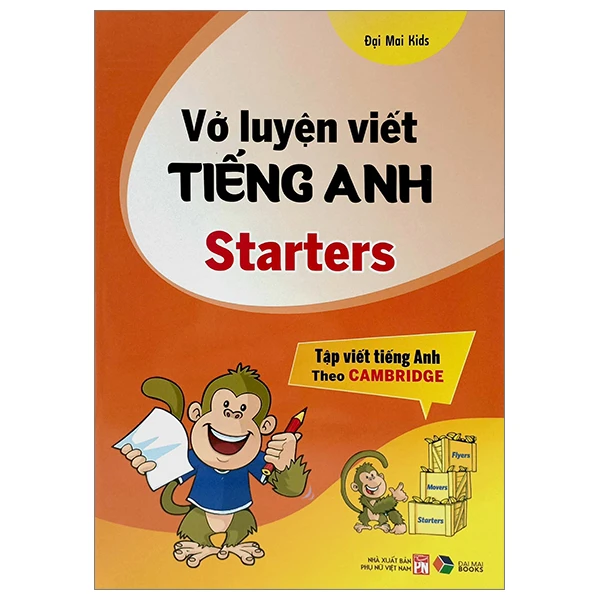 Đại Mai Kids
Vở luyện viết
TIẾNG ANH
Starters
Tập viết tiếng Anh
Theo CAMBRIDGE
Flyers
Movers
Starters
NHÀ XUẤT BẢN
PHỤ NỮ VIỆT NAM
PN
ĐẠI MAI
BOOKS